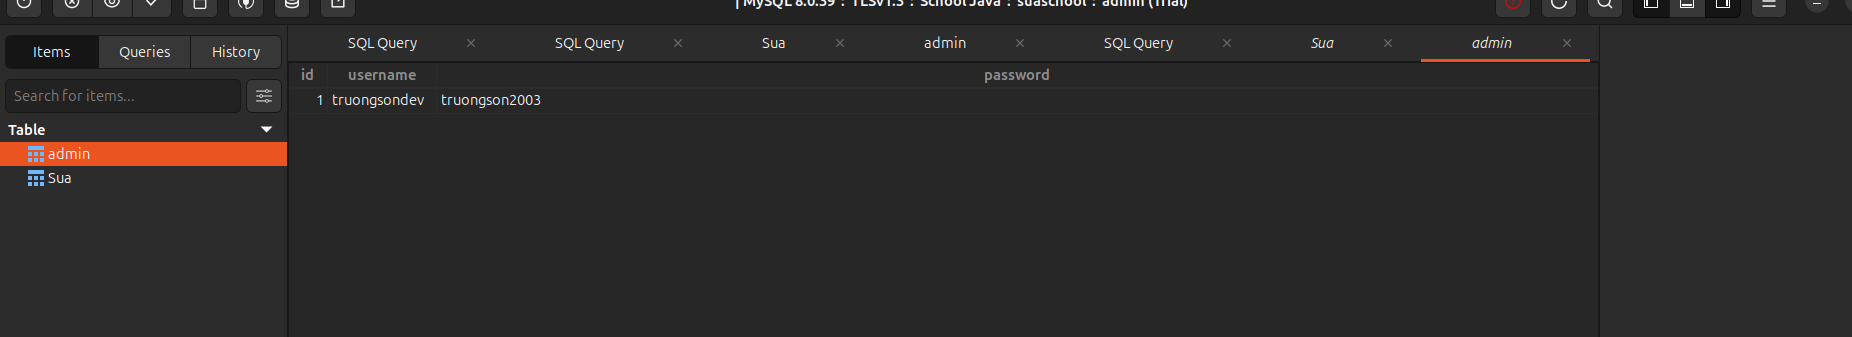 | MySQL 8.0.39 : TLSv1.3 : School Java : suaschool : admin (Trial)
Items Queries History
SQL Query SQL Query Sua admin SQL Query Sua admin
id username password
1 truongsondev truongson2003
Search for items...
Table
admin
Sua